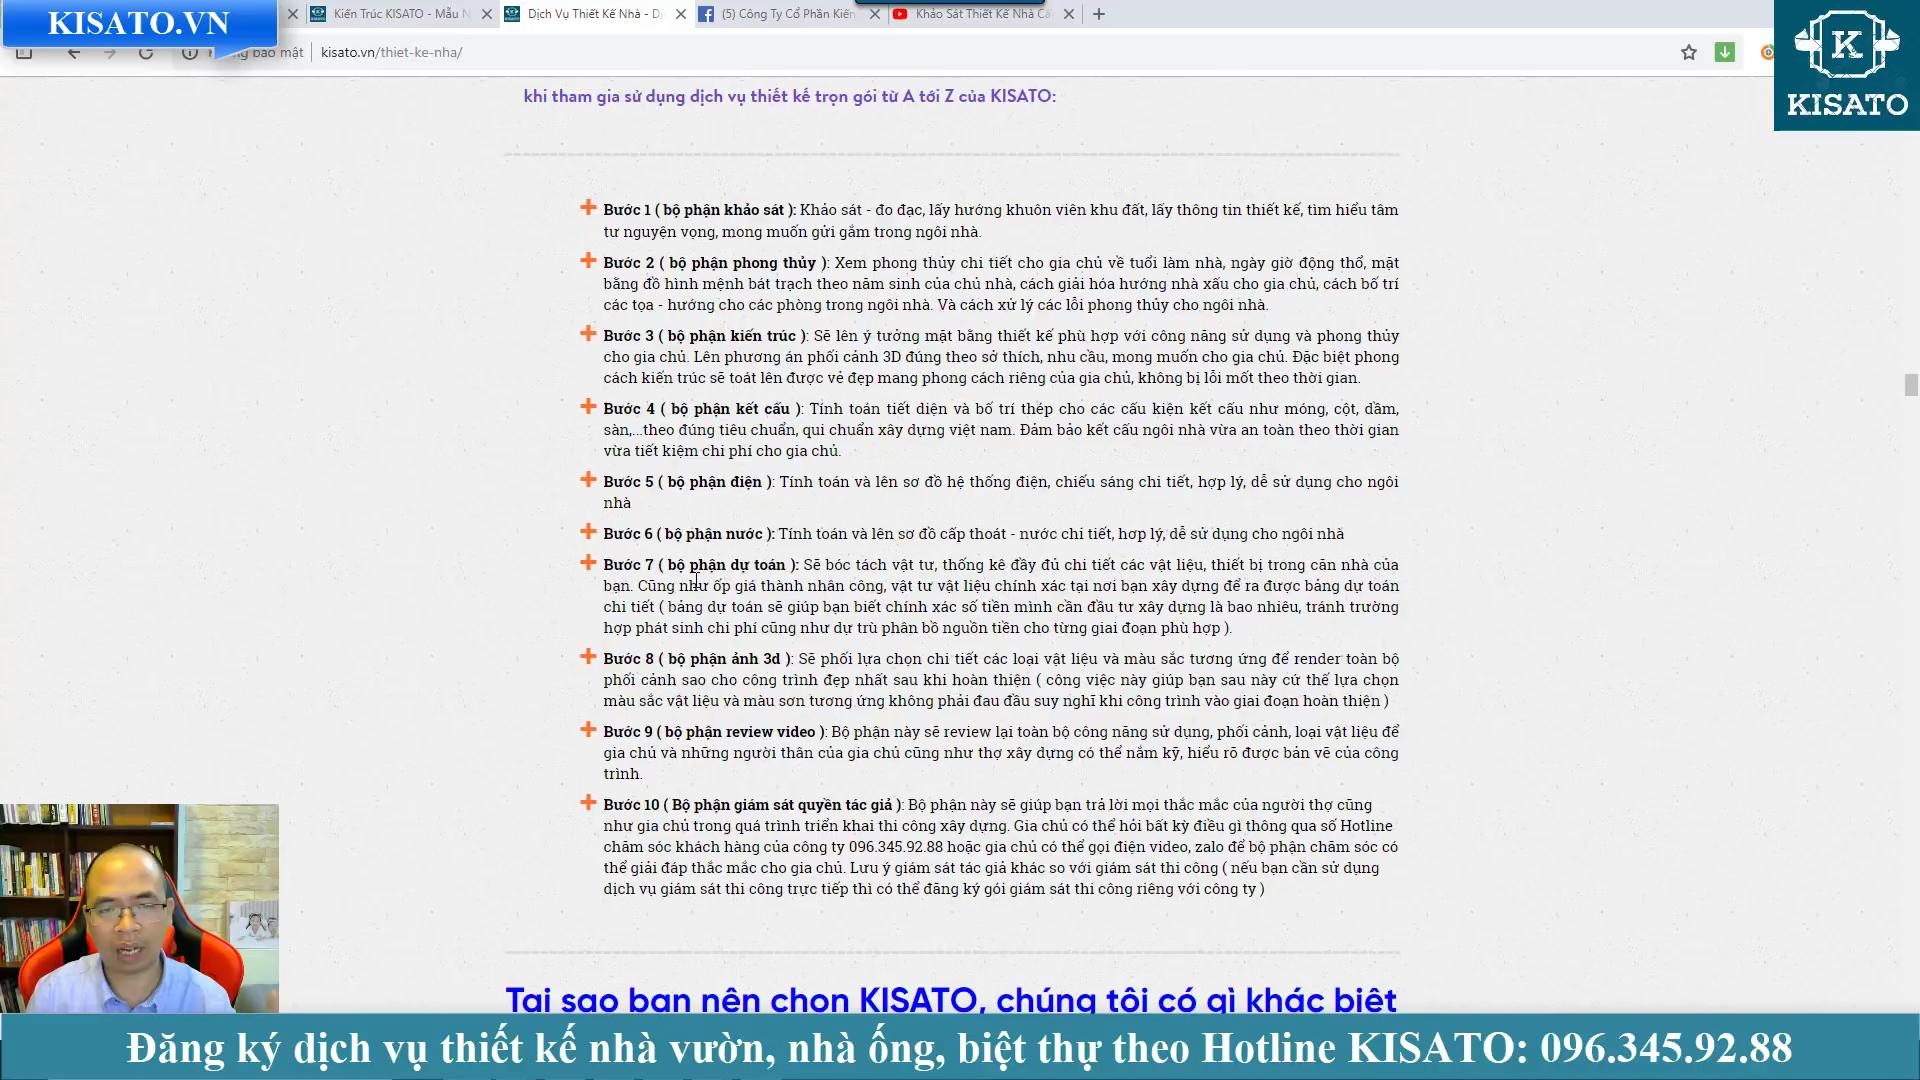 KISATO.VN
Kiến Trúc KISATO - Mẫu N
Dịch Vụ Thiết Kế Nhà - Dị
(5) Công Ty Cổ Phần Kiến
Khảo Sát Thiết Kế Nhà Cấ
bảo mật
kisato.vn/thiet-ke-nha/
K
KISATO
khi tham gia sử dụng dịch vụ thiết kế trọn gói từ A tới Z của KISATO:
Bước 1 ( bộ phận khảo sát ): Khảo sát - đo đạc, lấy hướng khuôn viên khu đất, lấy thông tin thiết kế, tìm hiểu tâm
tư nguyện vọng, mong muốn gửi gắm trong ngôi nhà.
Bước 2 ( bộ phận phong thủy ): Xem phong thủy chi tiết cho gia chủ về tuổi làm nhà, ngày giờ động thổ, mặt
bằng đồ hình mệnh bát trạch theo năm sinh của chủ nhà, cách giải hóa hướng nhà xấu cho gia chủ, cách bố trí
các tọa - hướng cho các phòng trong ngôi nhà. Và cách xử lý các lỗi phong thủy cho ngôi nhà.
Bước 3 ( bộ phận kiến trúc ): Sẽ lên ý tưởng mặt bằng thiết kế phù hợp với công năng sử dụng và phong thủy
cho gia chủ. Lên phương án phối cảnh 3D đúng theo sở thích, nhu cầu, mong muốn cho gia chủ. Đặc biệt phong
cách kiến trúc sẽ toát lên được vẻ đẹp mang phong cách riêng của gia chủ, không bị lỗi mốt theo thời gian.
Bước 4 ( bộ phận kết cấu ): Tính toán tiết diện và bố trí thép cho các cấu kiện kết cấu như móng, cột, dầm,
sàn,...theo đúng tiêu chuẩn, qui chuẩn xây dựng việt nam. Đảm bảo kết cấu ngôi nhà vừa an toàn theo thời gian
vừa tiết kiệm chi phí cho gia chủ.
Bước 5 ( bộ phận điện ): Tính toán và lên sơ đồ hệ thống điện, chiếu sáng chi tiết, hợp lý, dễ sử dụng cho ngôi
nhà
Bước 6 ( bộ phận nước ): Tính toán và lên sơ đồ cấp thoát - nước chi tiết, hơp lý, dễ sử dụng cho ngôi nhà
Bước 7 ( bộ phận dự toán ): Sẽ bóc tách vật tư, thống kê đầy đủ chi tiết các vật liệu, thiết bị trong căn nhà của
bạn. Cũng như ốp giá thành nhân công, vật tư vật liệu chính xác tại nơi bạn xây dựng để ra được bảng dự toán
chi tiết ( bảng dự toán sẽ giúp bạn biết chính xác số tiền mình cần đầu tư xây dựng là bao nhiêu, tránh trường
hợp phát sinh chi phí cũng như dự trù phân bổ nguồn tiền cho từng giai đoạn phù hợp ).
Bước 8 ( bộ phận ảnh 3d ): Sẽ phối lựa chọn chi tiết các loại vật liệu và màu sắc tương ứng để render toàn bộ
phối cảnh sao cho công trình đẹp nhất sau khi hoàn thiện ( công việc này giúp bạn sau này cứ thế lựa chọn
màu sắc vật liệu và màu sơn tương ứng không phải đau đầu suy nghĩ khi công trình vào giai đoạn hoàn thiện )
Bước 9 ( bộ phận review video ): Bộ phận này sẽ review lại toàn bộ công năng sử dụng, phối cảnh, loại vật liệu để
gia chủ và những người thân của gia chủ cũng như thợ xây dựng có thể nắm kỹ, hiểu rõ được bản vẽ của công
trình.
Bước 10 ( Bộ phận giám sát quyền tác giả ): Bộ phận này sẽ giúp bạn trả lời mọi thắc mắc của người thợ cũng
như gia chủ trong quá trình triển khai thi công xây dựng. Gia chủ có thể hỏi bất kỳ điều gì thông qua số Hotline
chăm sóc khách hàng của công ty 096.345.92.88 hoặc gia chủ có thể gọi điện video, zalo để bộ phận chăm sóc có
thể giải đáp thắc mắc cho gia chủ. Lưu ý giám sát tác giả khác so với giám sát thi công ( nếu bạn cần sử dụng
dịch vụ giám sát thi công trực tiếp thì có thể đăng ký gói giám sát thi công riêng với công ty )
Tại sao bạn nên chọn KISATO, chúng tôi có gì khác biệt
Đăng ký dịch vụ thiết kế nhà vườn, nhà ống, biệt thự theo Hotline KISATO: 096.345.92.88